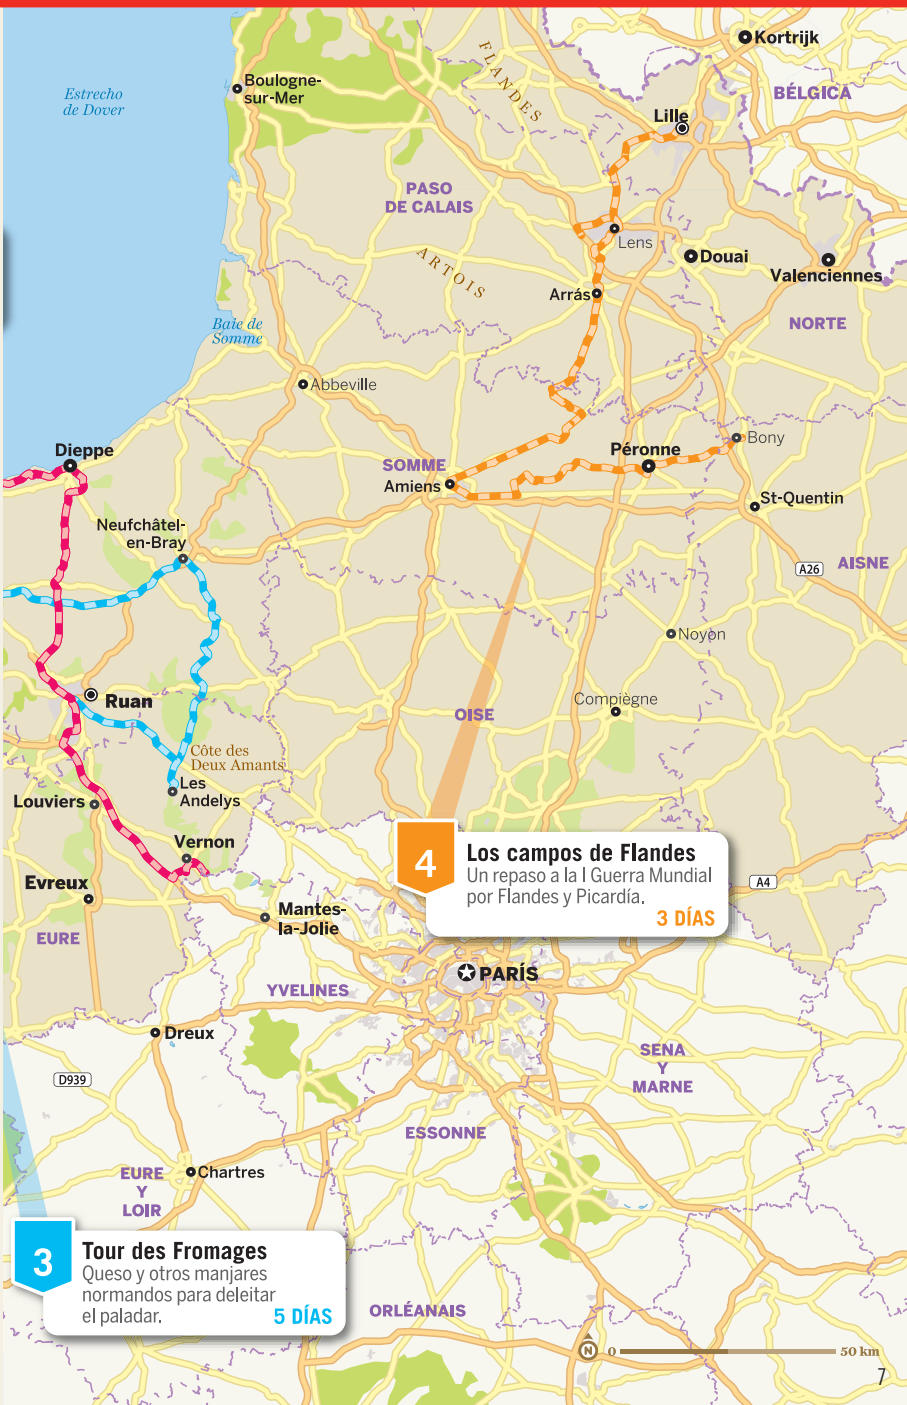 Kortrijk
Boulogne-
sur-Mer
Estrecho
de Dover
FLANDES
BÉLGICA
Lille
PASO
DE CALAIS
Lens
Douai
Valenciennes
ARTOIS
Arrás
NORTE
Baie de
Somme
Abbeville
Dieppe
Bony
Péronne
SOMME
Amiens
St-Quentin
Neufchâtel-
en-Bray
A26
AISNE
Noyon
Ruan
Compiègne
OISE
Côte des
Deux Amants
Les
Andelys
Louviers
Vernon
4
Los campos de Flandes
Un repaso a la I Guerra Mundial
por Flandes y Picardía.
3 DÍAS
A4
Evreux
Mantes-
la-Jolie
EURE
PARÍS
YVELINES
Dreux
SENA
Y
MARNE
D939
ESSONNE
EURE
Y
LOIR
Chartres
3
Tour des Fromages
Queso y otros manjares
normandos para deleitar
el paladar.
5 DÍAS
ORLÉANAIS
N
0
50 km
7